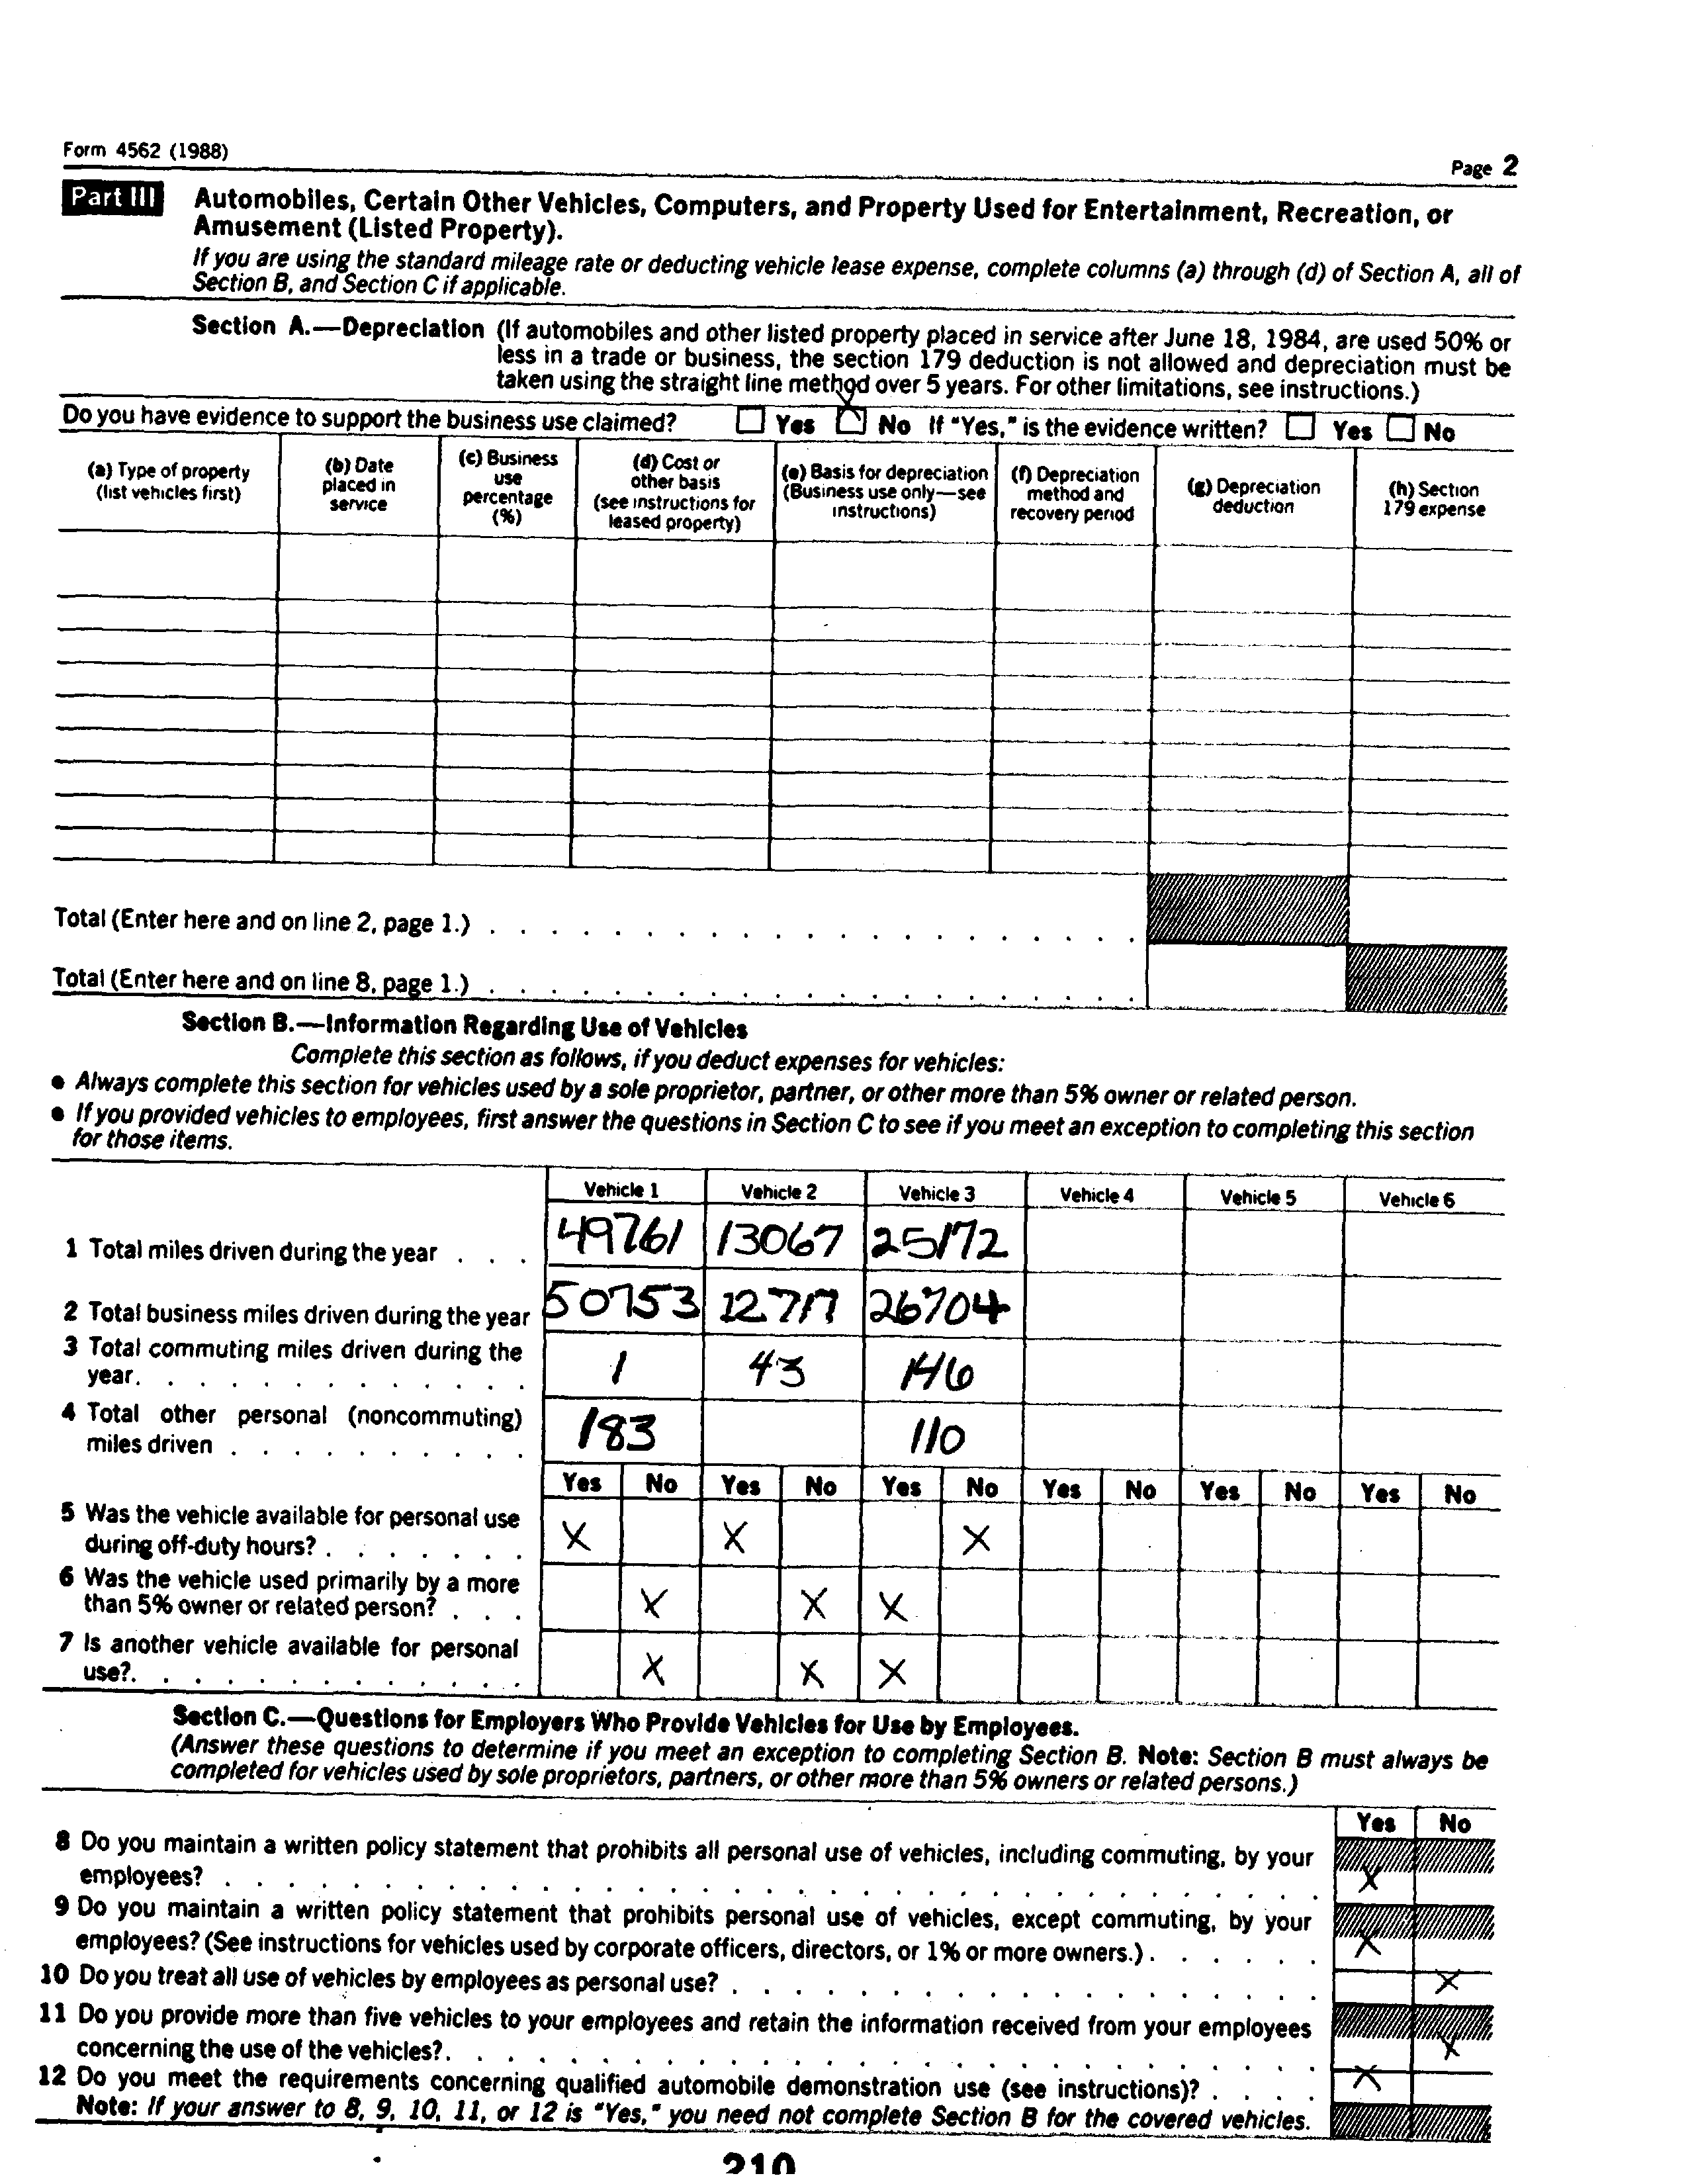 Form 4562 (1988)
Page 2
Part III Automobiles, Certain Other Vehicles, Computers, and Property Used for Entertainment, Recreation, or
Amusement (Listed Property).
If you are using the standard mileage rate or deducting vehicle lease expense, complete columns (a) through (d) of Section A, all of
Section B, and Section C if applicable.
Section A.—Depreciation (If automobiles and other listed property placed in service after June 18, 1984, are used 50% or
less in a trade or business, the section 179 deduction is not allowed and depreciation must be
taken using the straight line method over 5 years. For other limitations, see instructions.)
Do you have evidence to support the business use claimed? Yes X No If "Yes," is the evidence written? Yes No
(a) Type of property
(list vehicles first)
(b) Date
placed in
service
(c) Business
use
percentage
(%)
(d) Cost or
other basis
(see instructions for
leased property)
(e) Basis for depreciation
(Business use only—see
instructions)
(f) Depreciation
method and
recovery period
(g) Depreciation
deduction
(h) Section
179 expense
Total (Enter here and on line 2, page 1.)
Total (Enter here and on line 8, page 1.)
Section B.—Information Regarding Use of Vehicles
Complete this section as follows, if you deduct expenses for vehicles:
● Always complete this section for vehicles used by a sole proprietor, partner, or other more than 5% owner or related person.
● If you provided vehicles to employees, first answer the questions in Section C to see if you meet an exception to completing this section
for those items.
Vehicle 1 Vehicle 2 Vehicle 3 Vehicle 4 Vehicle 5 Vehicle 6
1 Total miles driven during the year . . . 49761 13067 25172
2 Total business miles driven during the year 50753 12717 26704
3 Total commuting miles driven during the
year. . . . . . . . . . . . . 1 43 146
4 Total other personal (noncommuting)
miles driven . . . . . . . . . . 183 110
Yes No Yes No Yes No Yes No Yes No Yes No
5 Was the vehicle available for personal use
during off-duty hours? . . . . . . . X X X
6 Was the vehicle used primarily by a more
than 5% owner or related person? . . . X X X
7 Is another vehicle available for personal
use?. . . . . . . . . . . . . X X X
Section C.—Questions for Employers Who Provide Vehicles for Use by Employees.
(Answer these questions to determine if you meet an exception to completing Section B. Note: Section B must always be
completed for vehicles used by sole proprietors, partners, or other more than 5% owners or related persons.)
Yes No
8 Do you maintain a written policy statement that prohibits all personal use of vehicles, including commuting, by your
employees? X
9 Do you maintain a written policy statement that prohibits personal use of vehicles, except commuting, by your
employees? (See instructions for vehicles used by corporate officers, directors, or 1% or more owners.) . . . . . . X
10 Do you treat all use of vehicles by employees as personal use? X
11 Do you provide more than five vehicles to your employees and retain the information received from your employees
concerning the use of the vehicles?. X
12 Do you meet the requirements concerning qualified automobile demonstration use (see instructions)? . . . . X
Note: If your answer to 8, 9, 10, 11, or 12 is "Yes," you need not complete Section B for the covered vehicles.
210